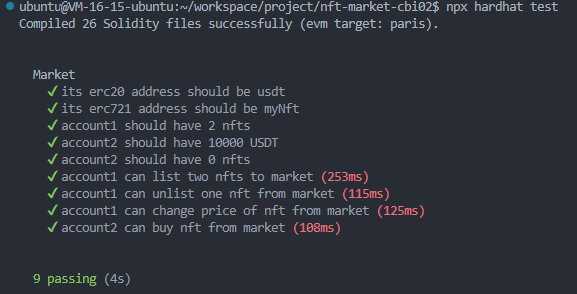 ubuntu@VM-16-15-ubuntu:~/workspace/project/nft-market-cbi02$ npx hardhat test
Compiled 26 Solidity files successfully (evm target: paris).
Market
✓ its erc20 address should be usdt
✓ its erc721 address should be myNft
✓ account1 should have 2 nfts
✓ account2 should have 10000 USDT
✓ account2 should have 0 nfts
✓ account1 can list two nfts to market (253ms)
✓ account1 can unlist one nft from market (115ms)
✓ account1 can change price of nft from market (125ms)
✓ account2 can buy nft from market (108ms)
9 passing (4s)